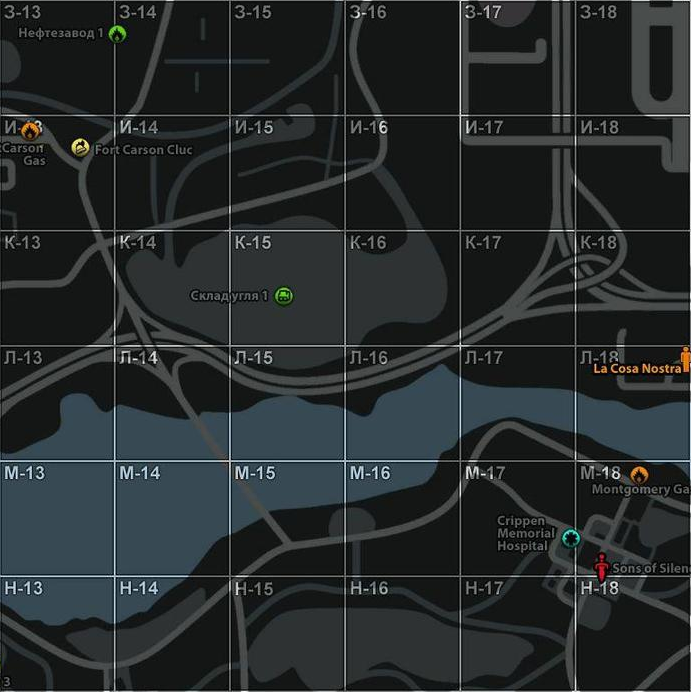 З-13 З-14 З-15 З-16 З-17 З-18
Нефтезавод 1
И-13 И-14 И-15 И-16 И-17 И-18
Carson
Gas
Fort Carson Cluc
К-13 К-14 К-15 К-16 К-17 К-18
Склад угля 1
Л-13 Л-14 Л-15 Л-16 Л-17 Л-18
La Cosa Nostra
М-13 М-14 М-15 М-16 М-17 М-18
Montgomery Ga
Crippen
Memorial
Hospital
Sons of Silenc
Н-13 Н-14 Н-15 Н-16 Н-17 Н-18
3